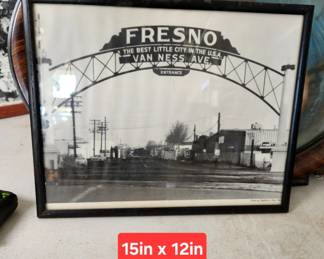 FRESNO
THE BEST LITTLE CITY IN THE U.S.A.
VAN NESS AVE
ENTRANCE
15in x 12in